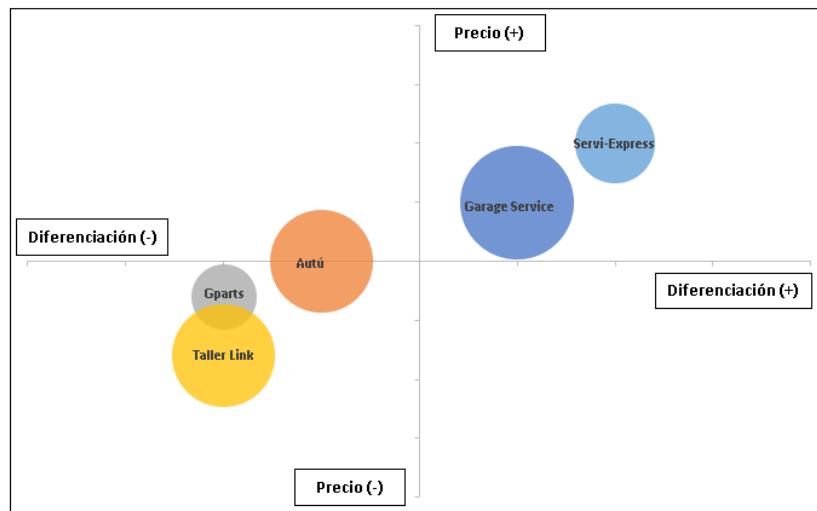 Precio (+)
Servi-Express
Garage Service
Diferenciación (-)
Autú
Gparts
Diferenciación (+)
Taller Link
Precio (-)